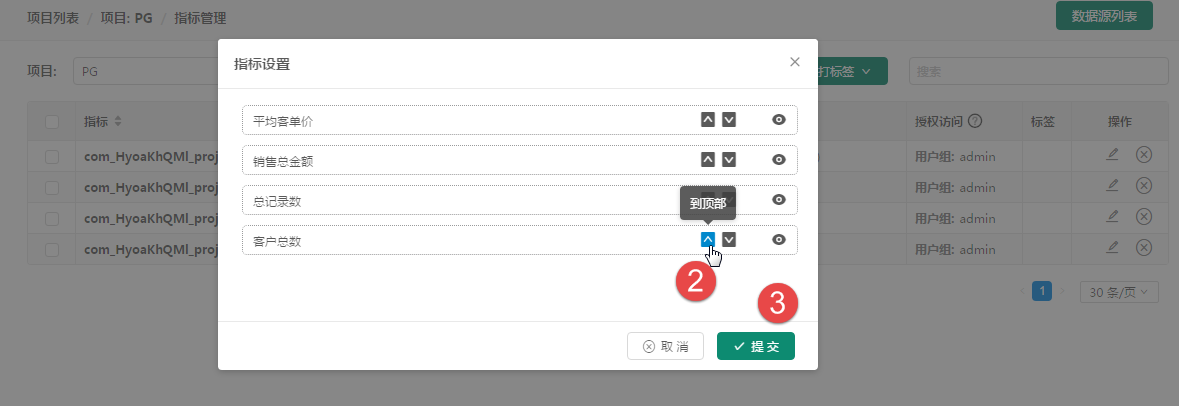 项目列表 / 项目: PG / 指标管理
数据源列表
指标设置
项目: PG
打标签
搜索
平均客单价
指标
授权访问
标签
操作
com_HyoaKhQMl_proj
用户组: admin
销售总金额
com_HyoaKhQMl_proj
用户组: admin
到顶部
总记录数
com_HyoaKhQMl_proj
用户组: admin
客户总数
com_HyoaKhQMl_proj
用户组: admin
2
1
30 条/页
3
取消
提交